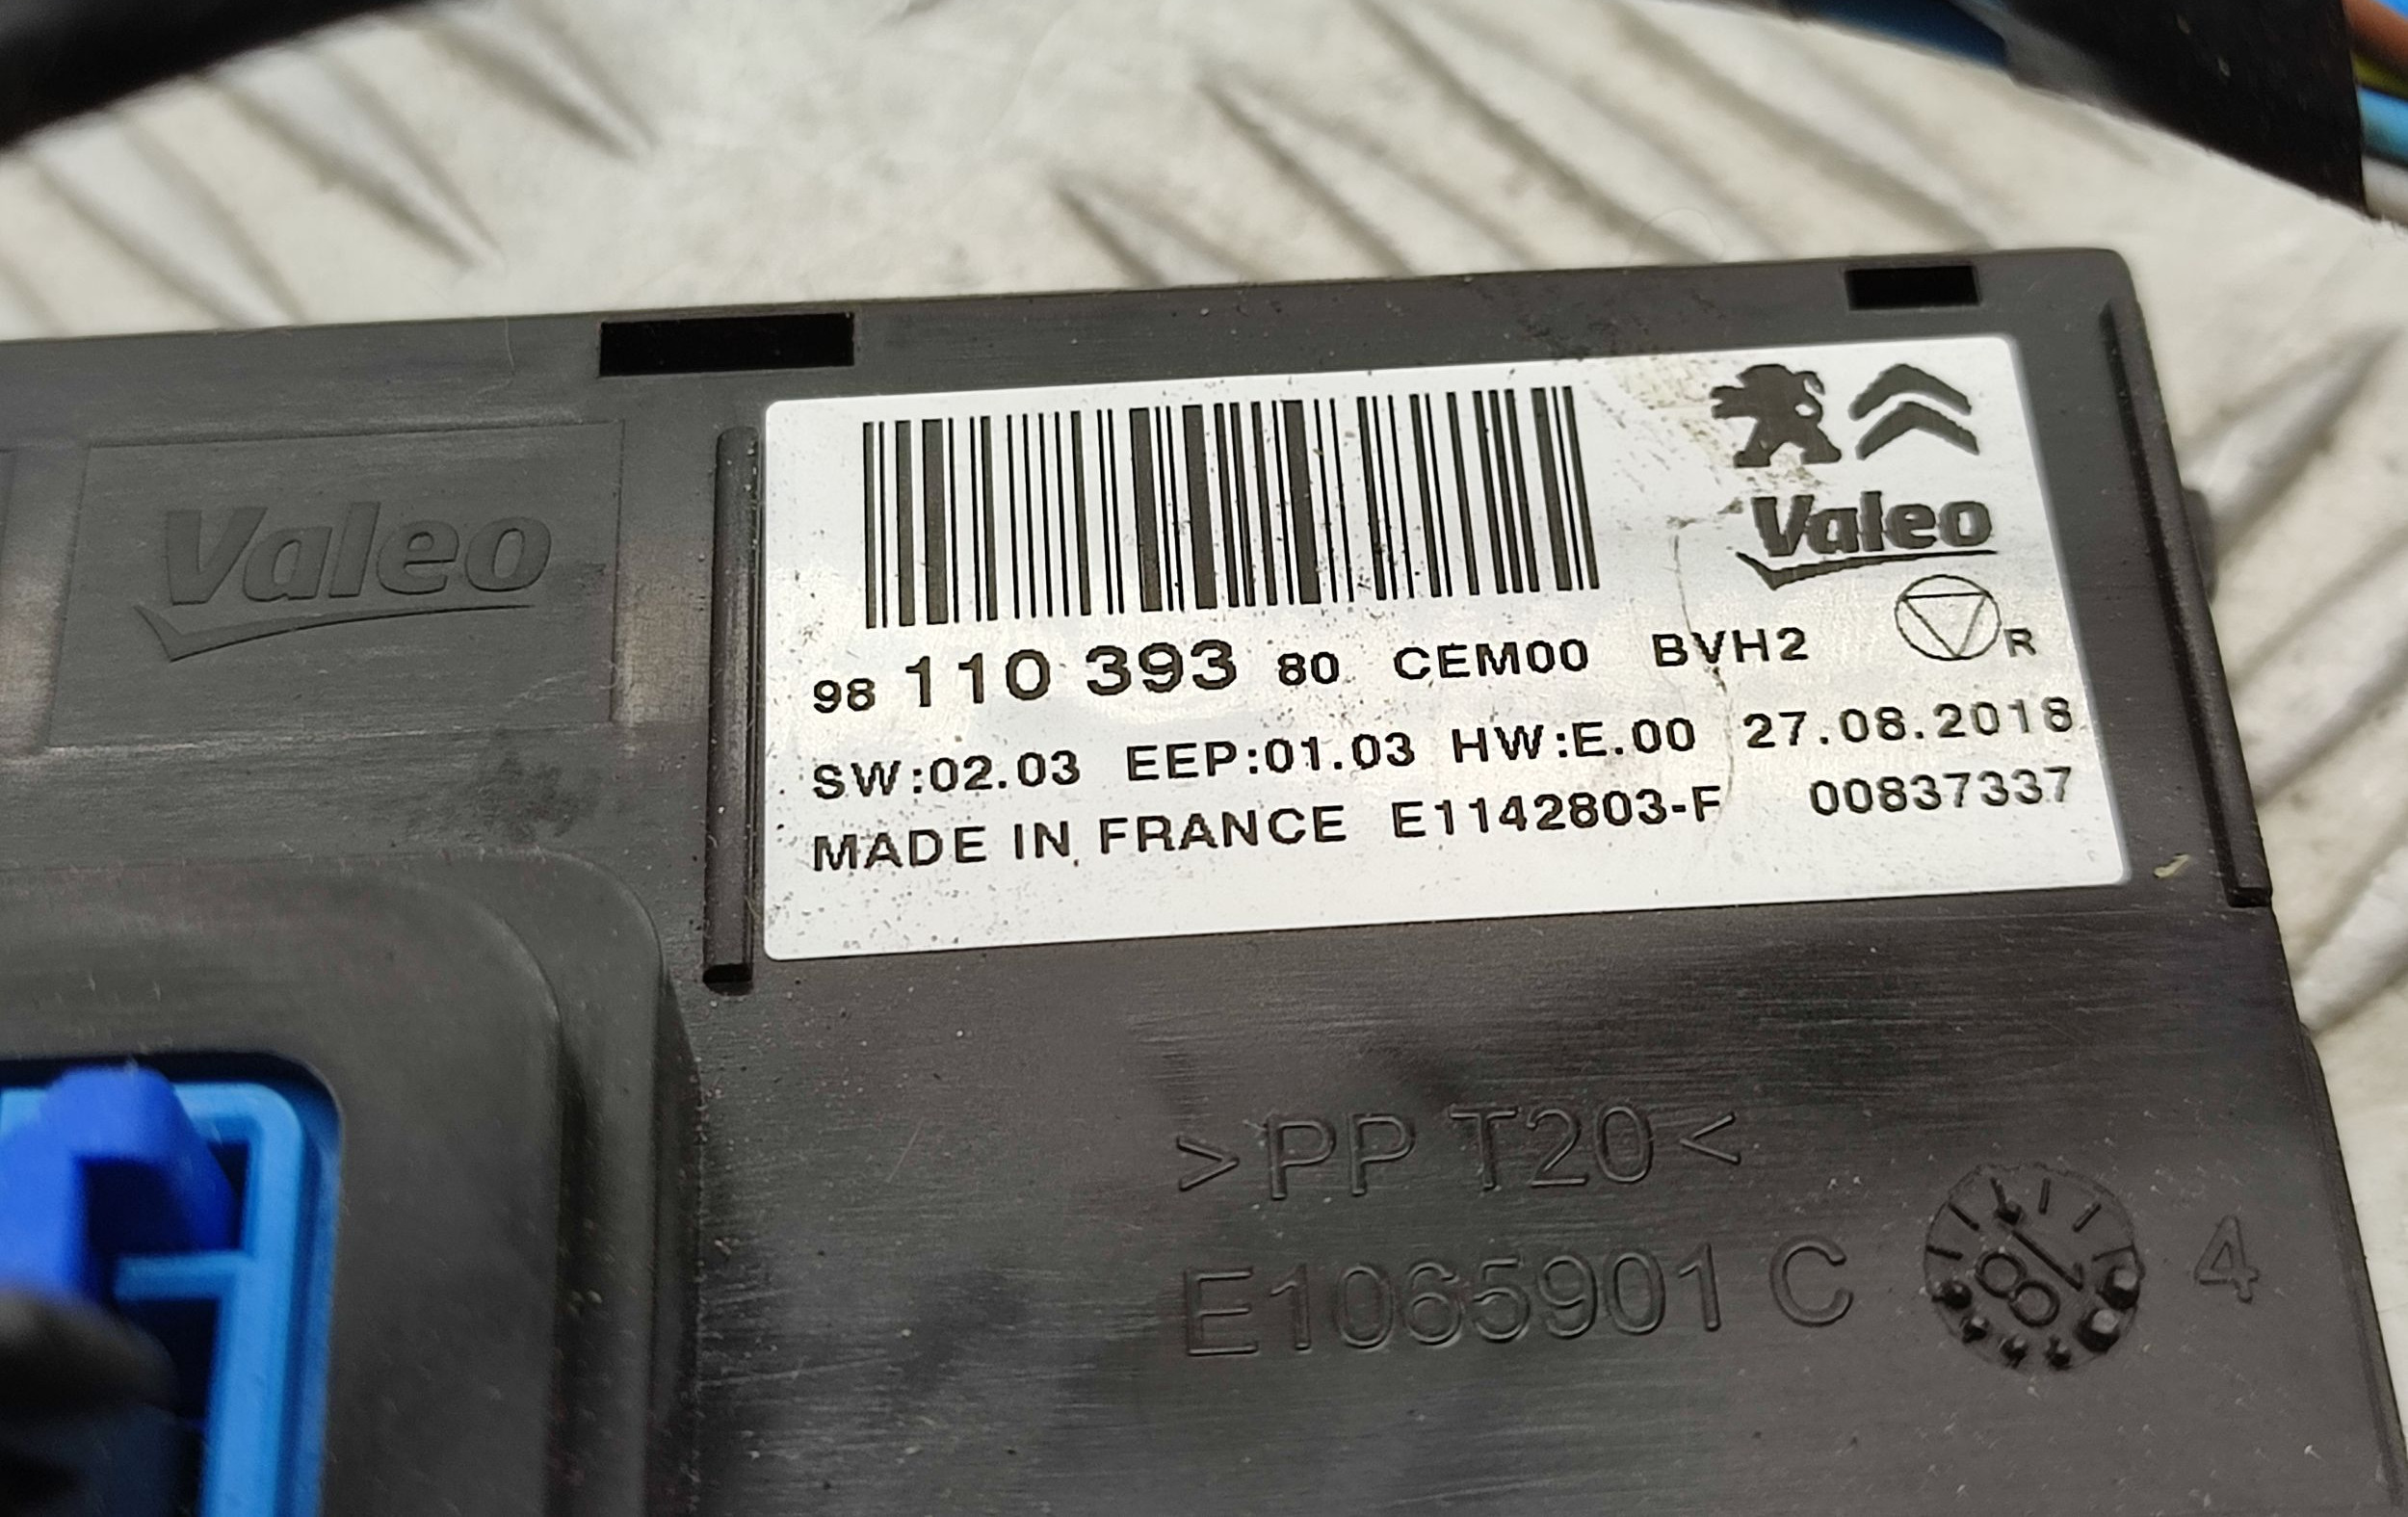 Valeo
Valeo
98 110 393 80 CEM00 BVH2 R
SW:02.03 EEP:01.03 HW:E.00 27.08.2018
MADE IN FRANCE E1142803-F 00837337
>PP T20<
E1065901 C 18 4